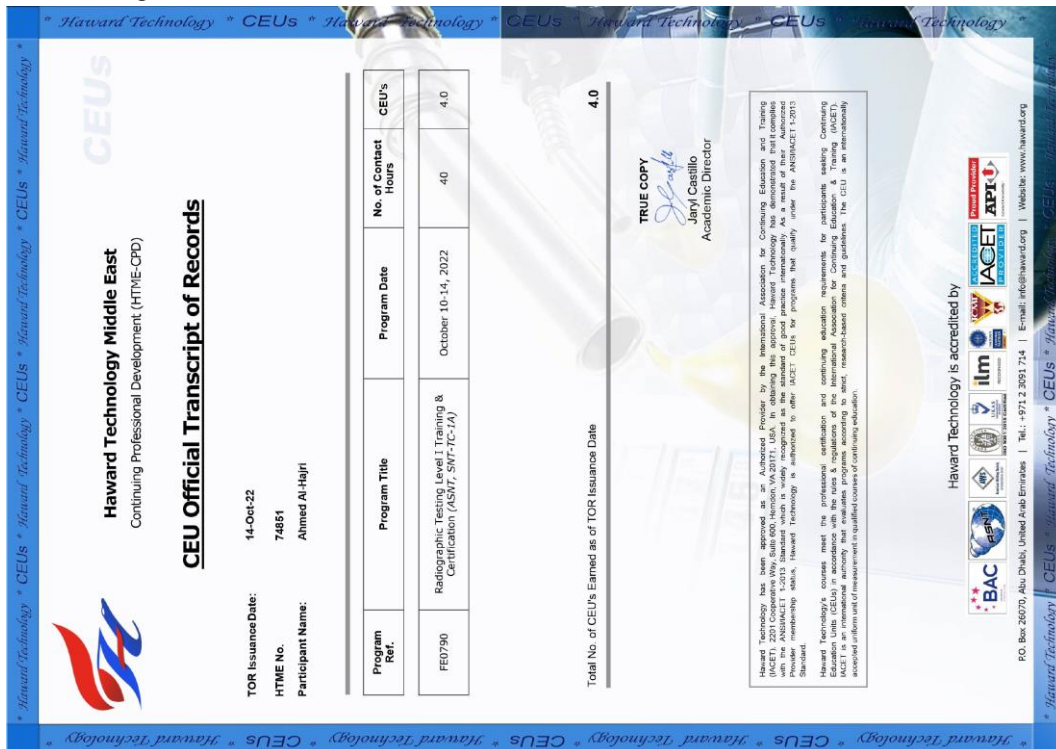 * Haward Technology * CEUs * Haward Technology * CEUs * Haward Technology * CEUs * Haward Technology *
CEUs
Haward Technology Middle East
Continuing Professional Development (HTME-CPD)
CEU Official Transcript of Records
TOR Issuance Date: 14-Oct-22
HTME No. 74851
Participant Name: Ahmed Al-Hajri
Program Ref. Program Title Program Date No. of Contact Hours CEU's
FE0790 Radiographic Testing Level I Training & Certification (ASNT, SNT-TC-1A) October 10-14, 2022 40 4.0
Total No. of CEU's Earned as of TOR Issuance Date 4.0
TRUE COPY
Jaryl Castillo
Academic Director
Haward Technology has been approved as an Authorized Provider by the International Association for Continuing Education and Training
(IACET), 2201 Cooperative Way, Suite 600, Herndon, VA 20171, USA. In obtaining this approval, Haward Technology has demonstrated that it complies
with the ANSI/IACET 1-2013 Standard which is widely recognized as the standard of good practice internationally. As a result of their Authorized
Provider membership status, Haward Technology is authorized to offer IACET CEUs for programs that qualify under the ANSI/IACET 1-2013
Standard.
Haward Technology's courses meet the professional certification and continuing education requirements for participants seeking Continuing
Education Units (CEUs) in accordance with the rules & regulations of the International Association for Continuing Education & Training (IACET).
IACET is an international authority that evaluates programs according to strict, research-based criteria and guidelines. The CEU is an internationally
accepted uniform unit of measurement in qualified courses of continuing education.
Haward Technology is accredited by
BAC
ilm
ACCREDITED
IACET
PROVIDER
Proud Provider
API-U
P.O. Box 26070, Abu Dhabi, United Arab Emirates | Tel.: +971 2 3091 714 | E-mail: info@haward.org | Website: www.haward.org